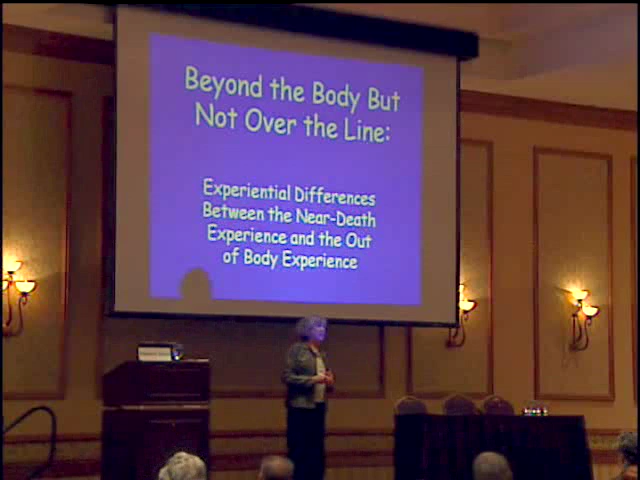 Beyond the Body But
Not Over the Line:
Experiential Differences
Between the Near-Death
Experience and the Out
of Body Experience